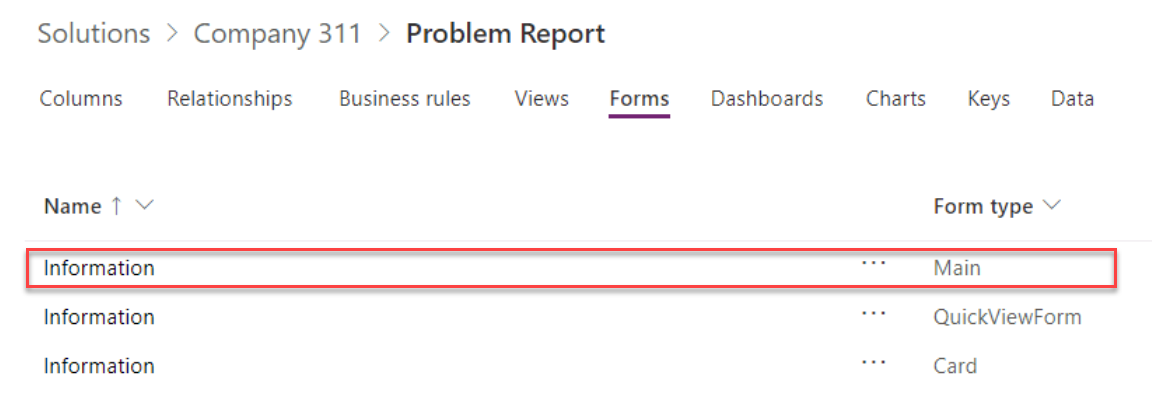 Solutions > Company 311 > Problem Report
Columns Relationships Business rules Views Forms Dashboards Charts Keys Data
Name ↑ Form type
Information ... Main
Information ... QuickViewForm
Information ... Card